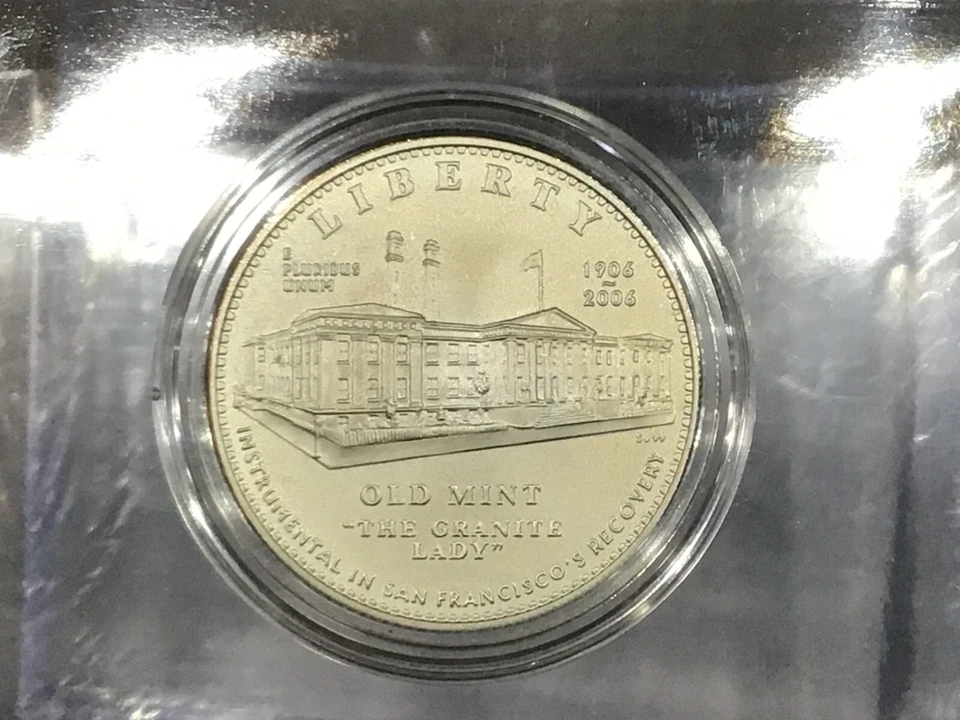 LIBERTY
E
PLURIBUS
UNUM
1906
~
2006
OLD MINT
"THE GRANITE
LADY"
INSTRUMENTAL IN SAN FRANCISCO'S RECOVERY